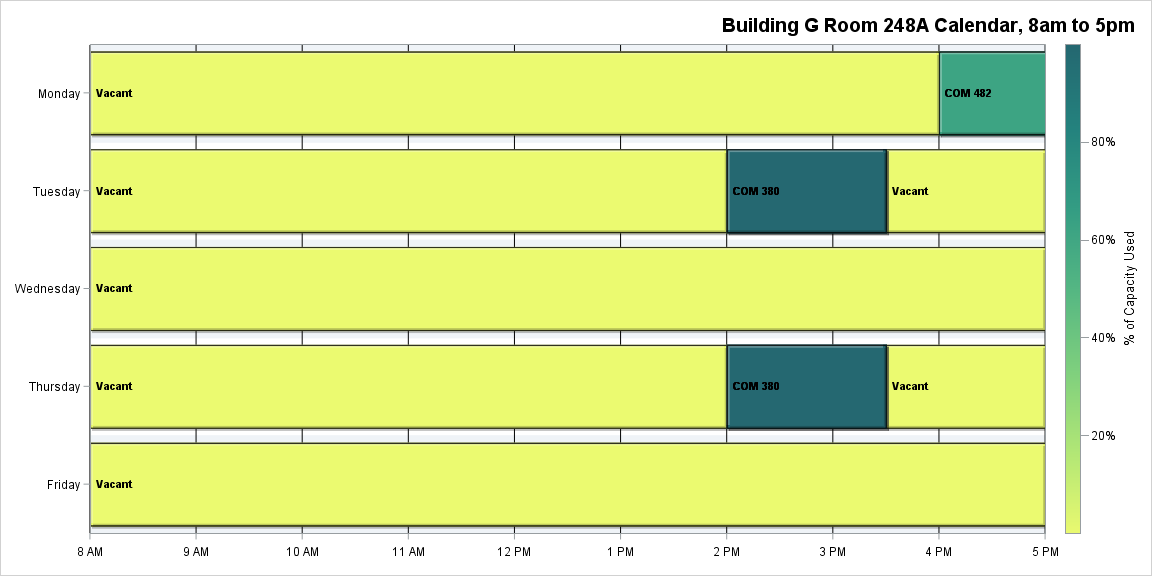 Building G Room 248A Calendar, 8am to 5pm
Monday
Vacant
COM 482
Tuesday
Vacant
COM 380
Vacant
Wednesday
Vacant
Thursday
Vacant
COM 380
Vacant
Friday
Vacant
8 AM
9 AM
10 AM
11 AM
12 PM
1 PM
2 PM
3 PM
4 PM
5 PM
80%
60%
40%
20%
% of Capacity Used